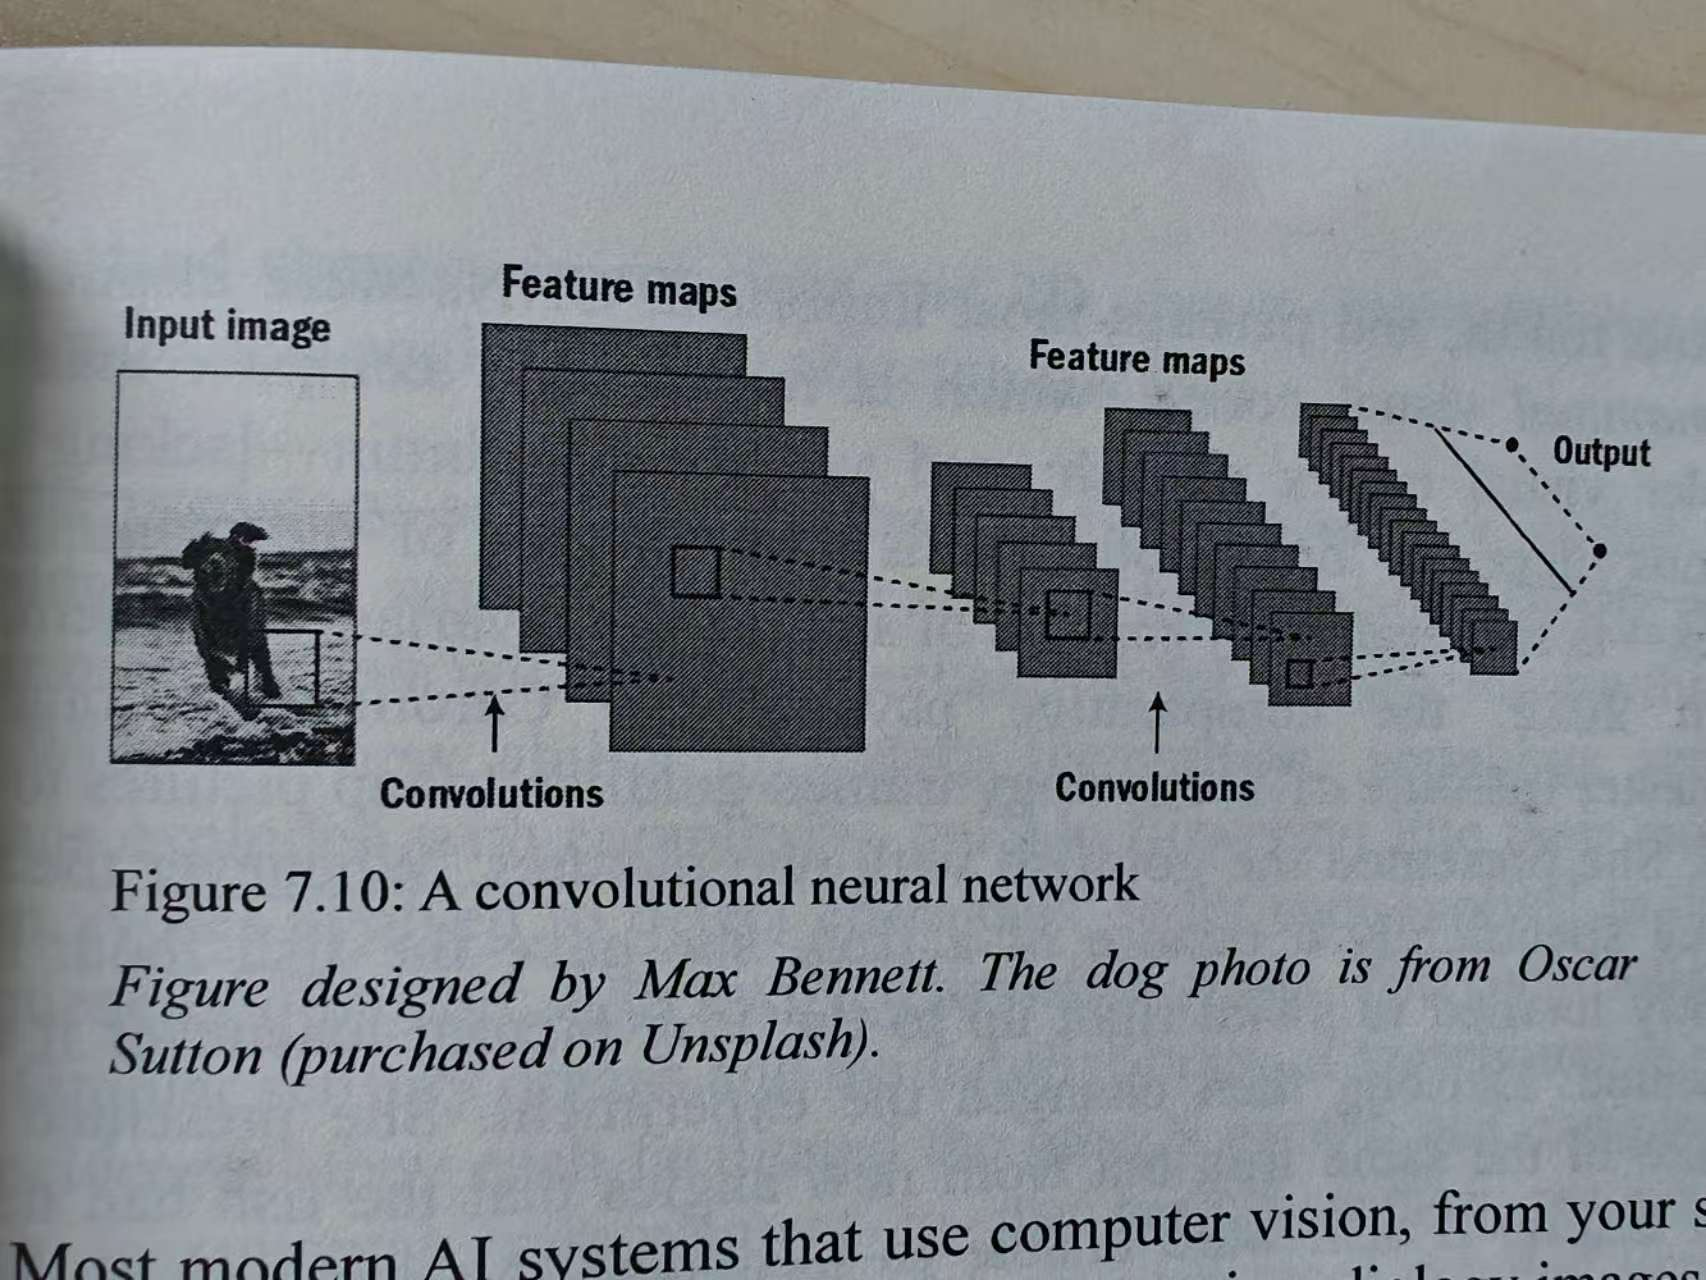 Feature maps
Input image
Feature maps
Output
Convolutions
Convolutions
Figure 7.10: A convolutional neural network
Figure designed by Max Bennett. The dog photo is from Oscar
Sutton (purchased on Unsplash).
Most modern AI systems that use computer vision, from your
images